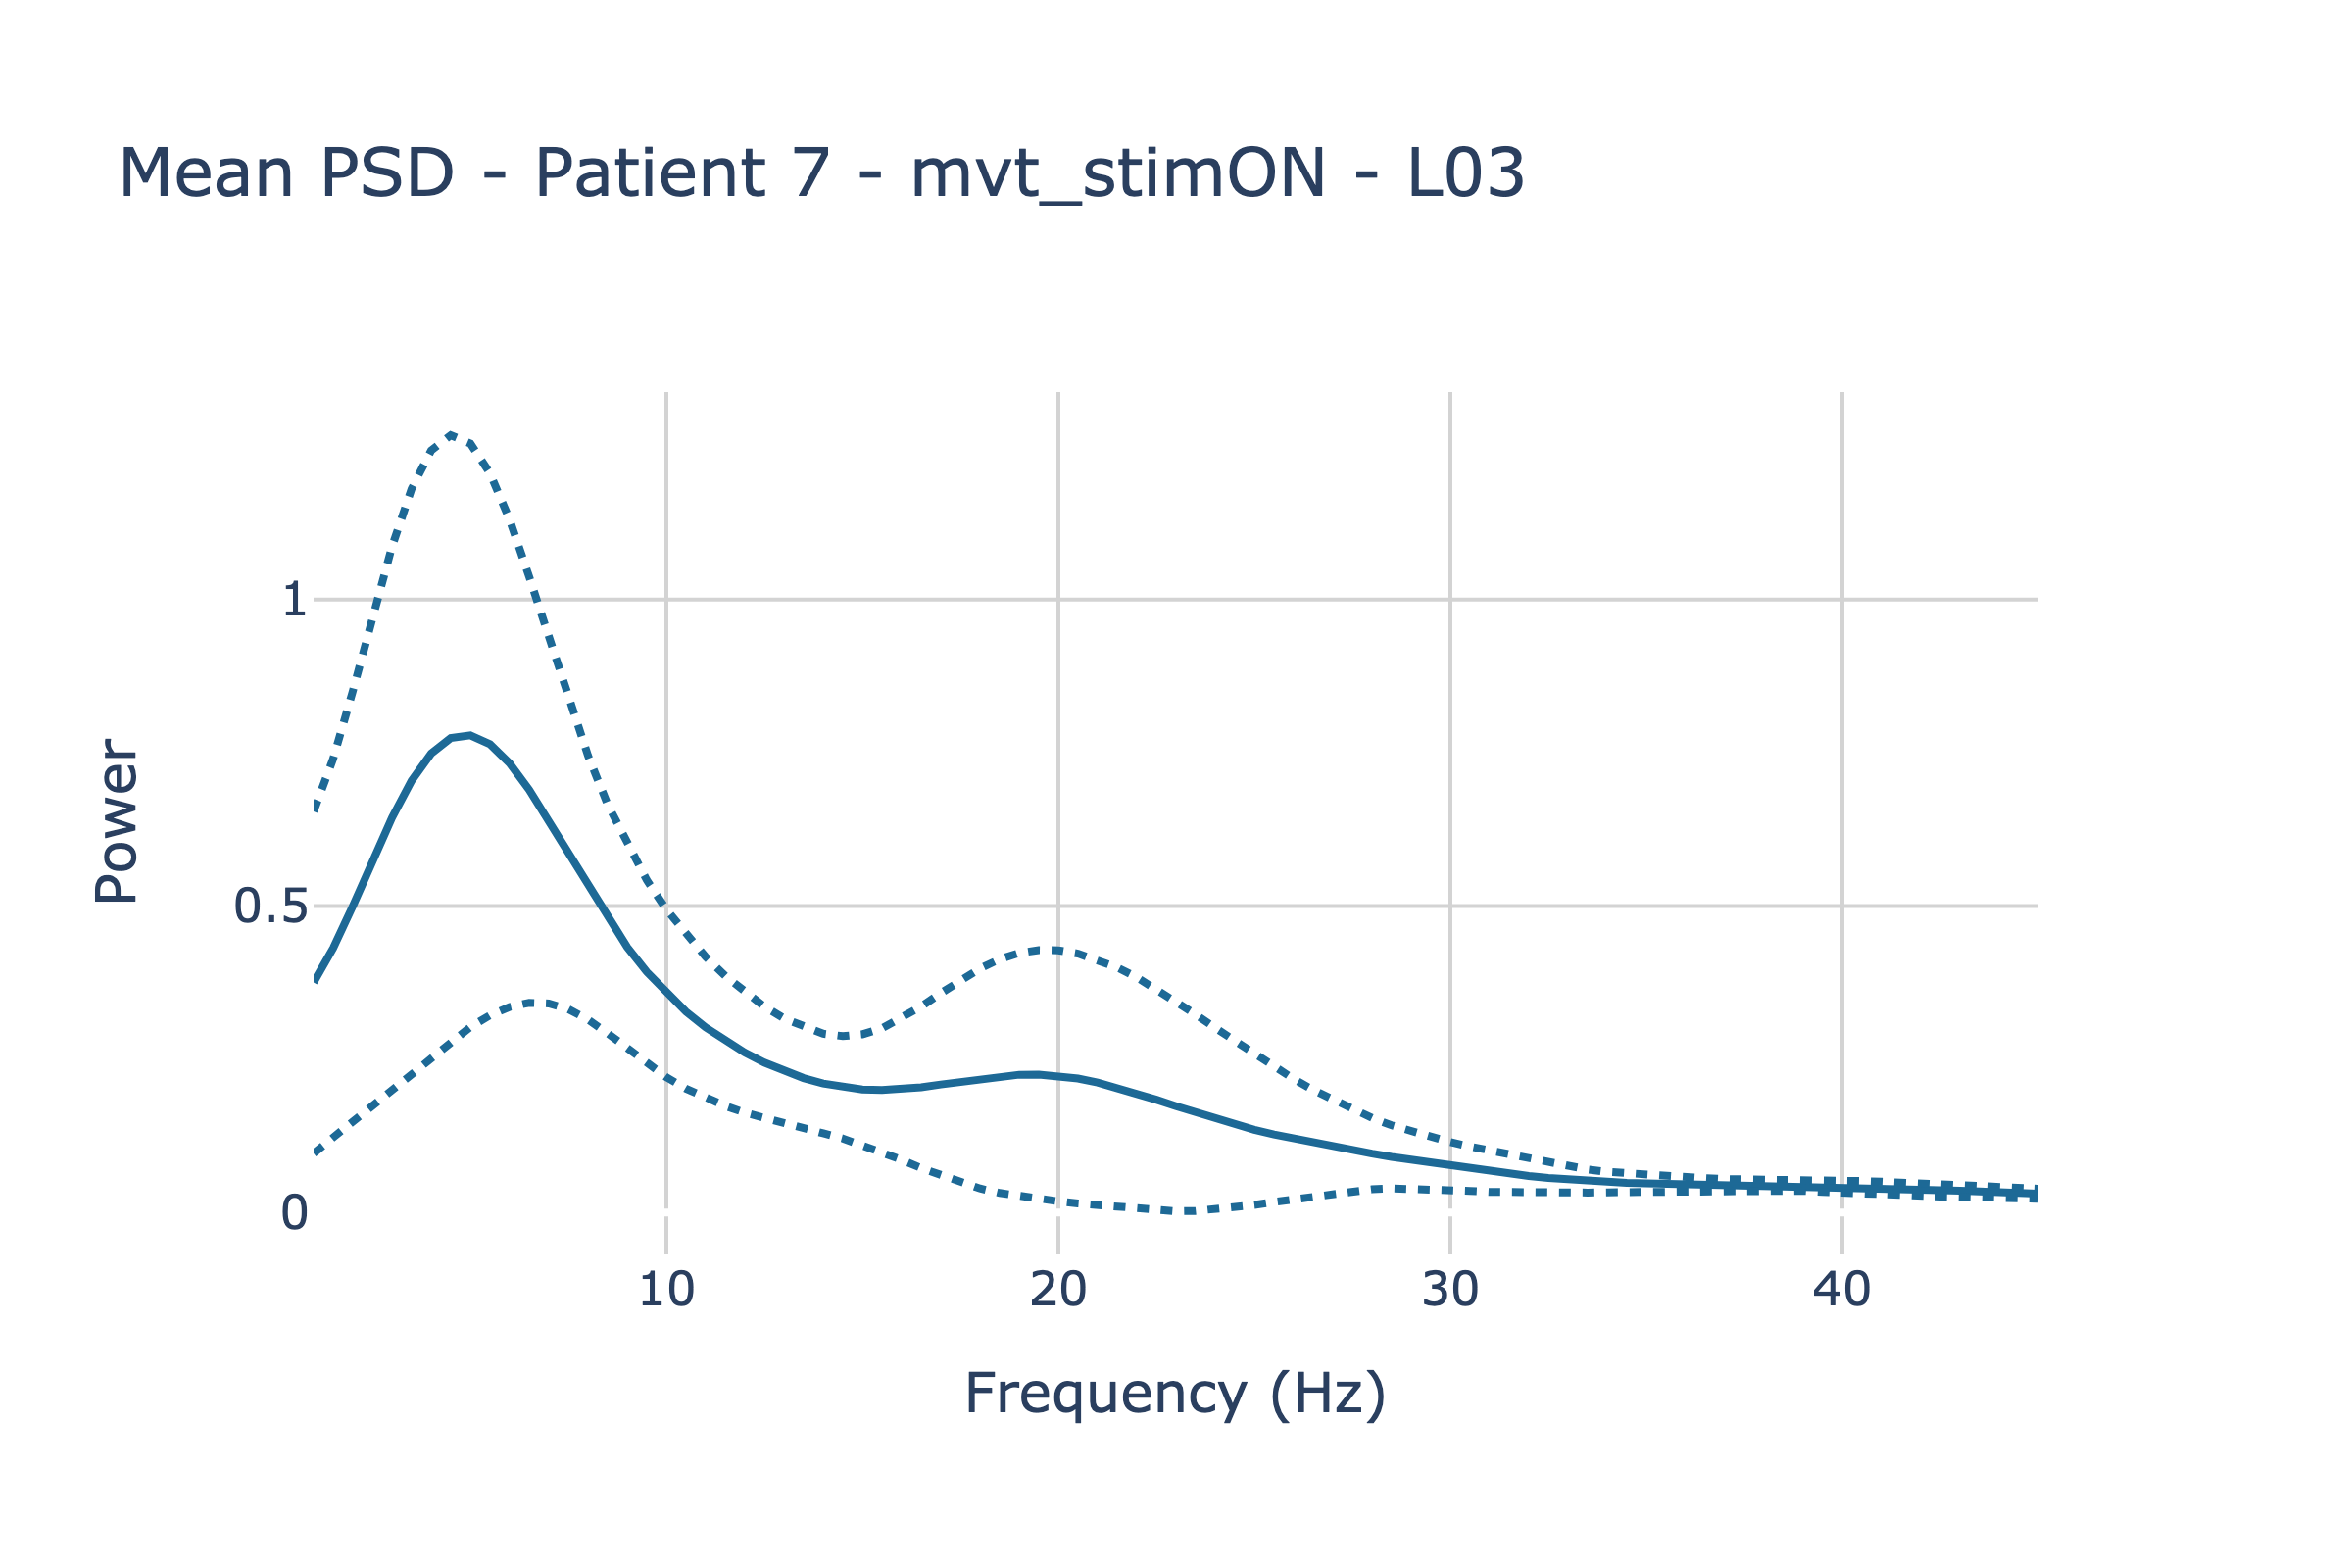 Mean PSD - Patient 7 - mvt_stimON - L03
1
0.5
0
Power
10 20 30 40
Frequency (Hz)